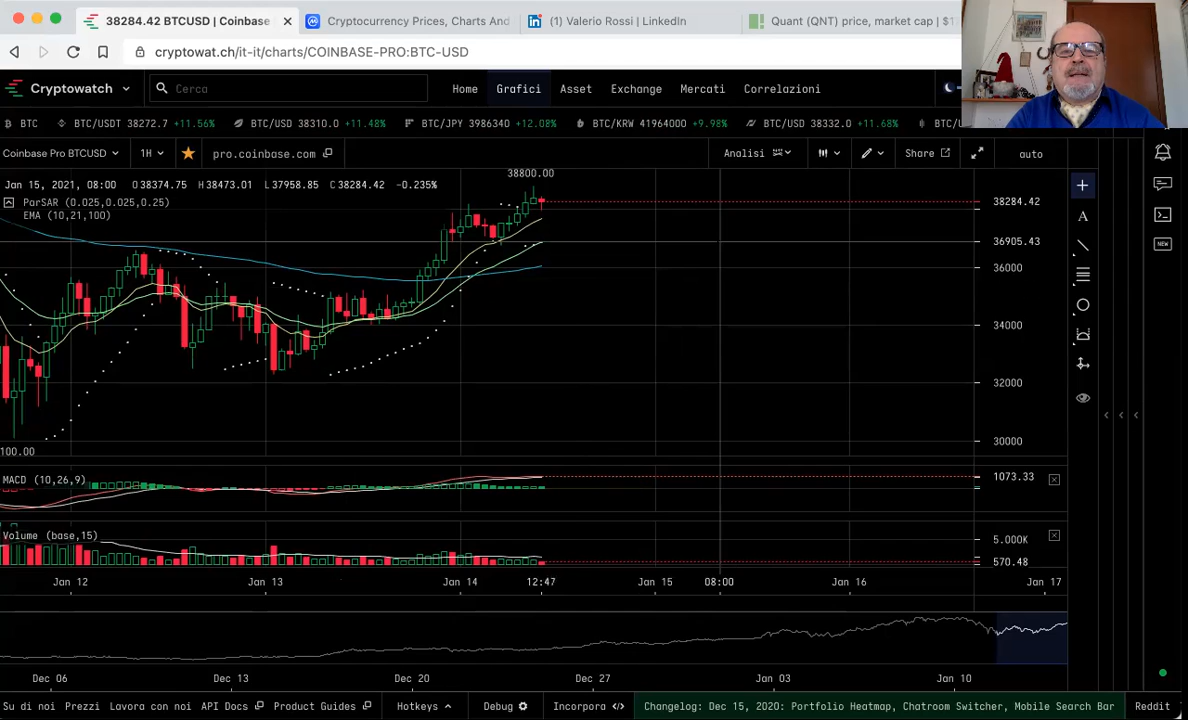 38284.42 BTCUSD | Coinbase
Cryptocurrency Prices, Charts And
(1) Valerio Rossi | LinkedIn
Quant (QNT) price, market cap | $1
cryptowat.ch/it-it/charts/COINBASE-PRO:BTC-USD
Cryptowatch
Cerca
Home Grafici Asset Exchange Mercati Correlazioni
BTC BTC/USDT 38272.7 +11.56% BTC/USD 38310.0 +11.48% BTC/JPY 3986340 +12.08% BTC/KRW 41964000 +9.98% BTC/USD 38332.0 +11.68% BTC/
Coinbase Pro BTCUSD 1H pro.coinbase.com Analisi Share auto
38800.00
Jan 15, 2021, 08:00 O 38374.75 H 38473.01 L 37958.85 C 38284.42 -0.235%
ParSAR (0.025,0.025,0.25)
EMA (10,21,100)
38284.42
A
36905.43
NEW
36000
34000
32000
30000
100.00
MACD (10,26,9)
1073.33
Volume (base,15)
5.000K
570.48
Jan 12 Jan 13 Jan 14 12:47 Jan 15 08:00 Jan 16 Jan 17
Dec 06 Dec 13 Dec 20 Dec 27 Jan 03 Jan 10
Su di noi Prezzi Lavora con noi API Docs Product Guides Hotkeys Debug Incorpora Changelog: Dec 15, 2020: Portfolio Heatmap, Chatroom Switcher, Mobile Search Bar Reddit